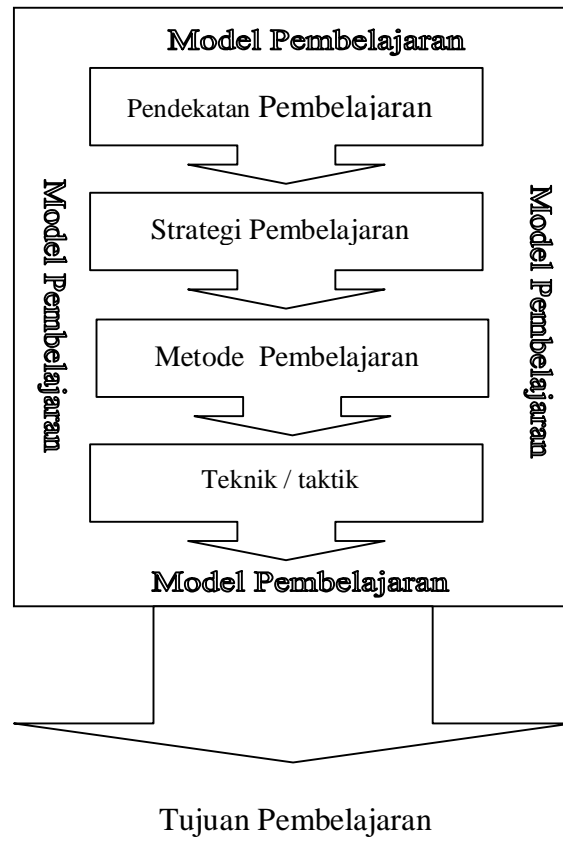 Model Pembelajaran
Pendekatan Pembelajaran
Model Pembelajaran
Strategi Pembelajaran
Model Pembelajaran
Metode Pembelajaran
Teknik / taktik
Model Pembelajaran
Tujuan Pembelajaran